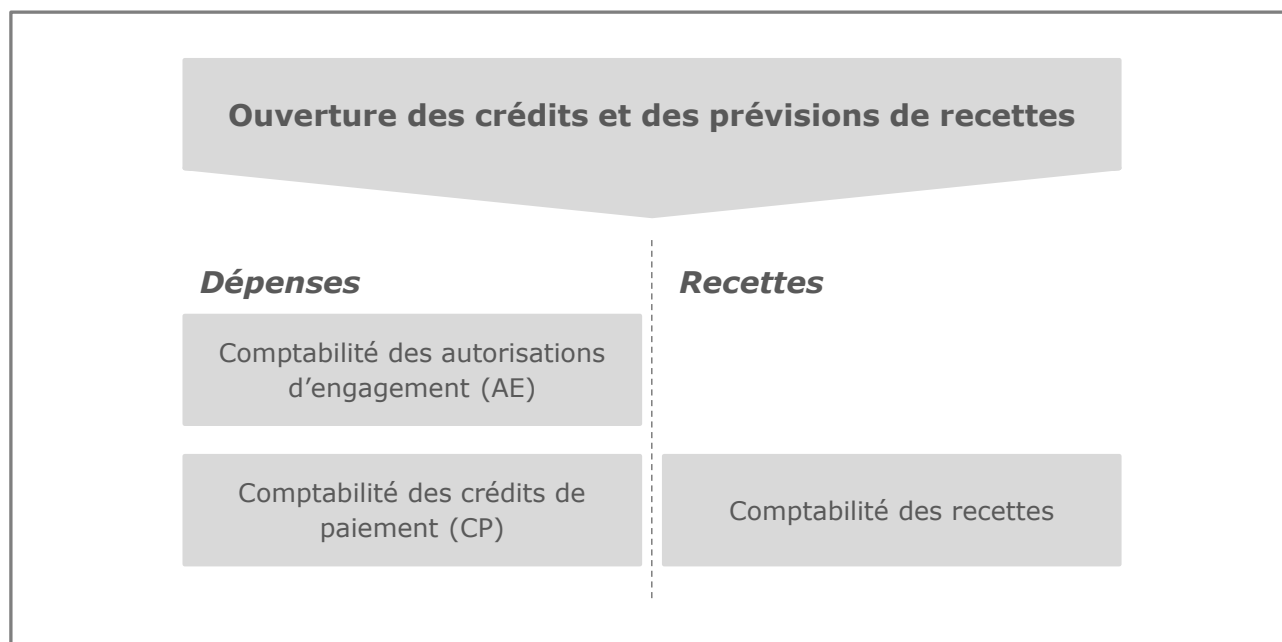 Ouverture des crédits et des prévisions de recettes
Dépenses
Recettes
Comptabilité des autorisations
d’engagement (AE)
Comptabilité des crédits de
paiement (CP)
Comptabilité des recettes